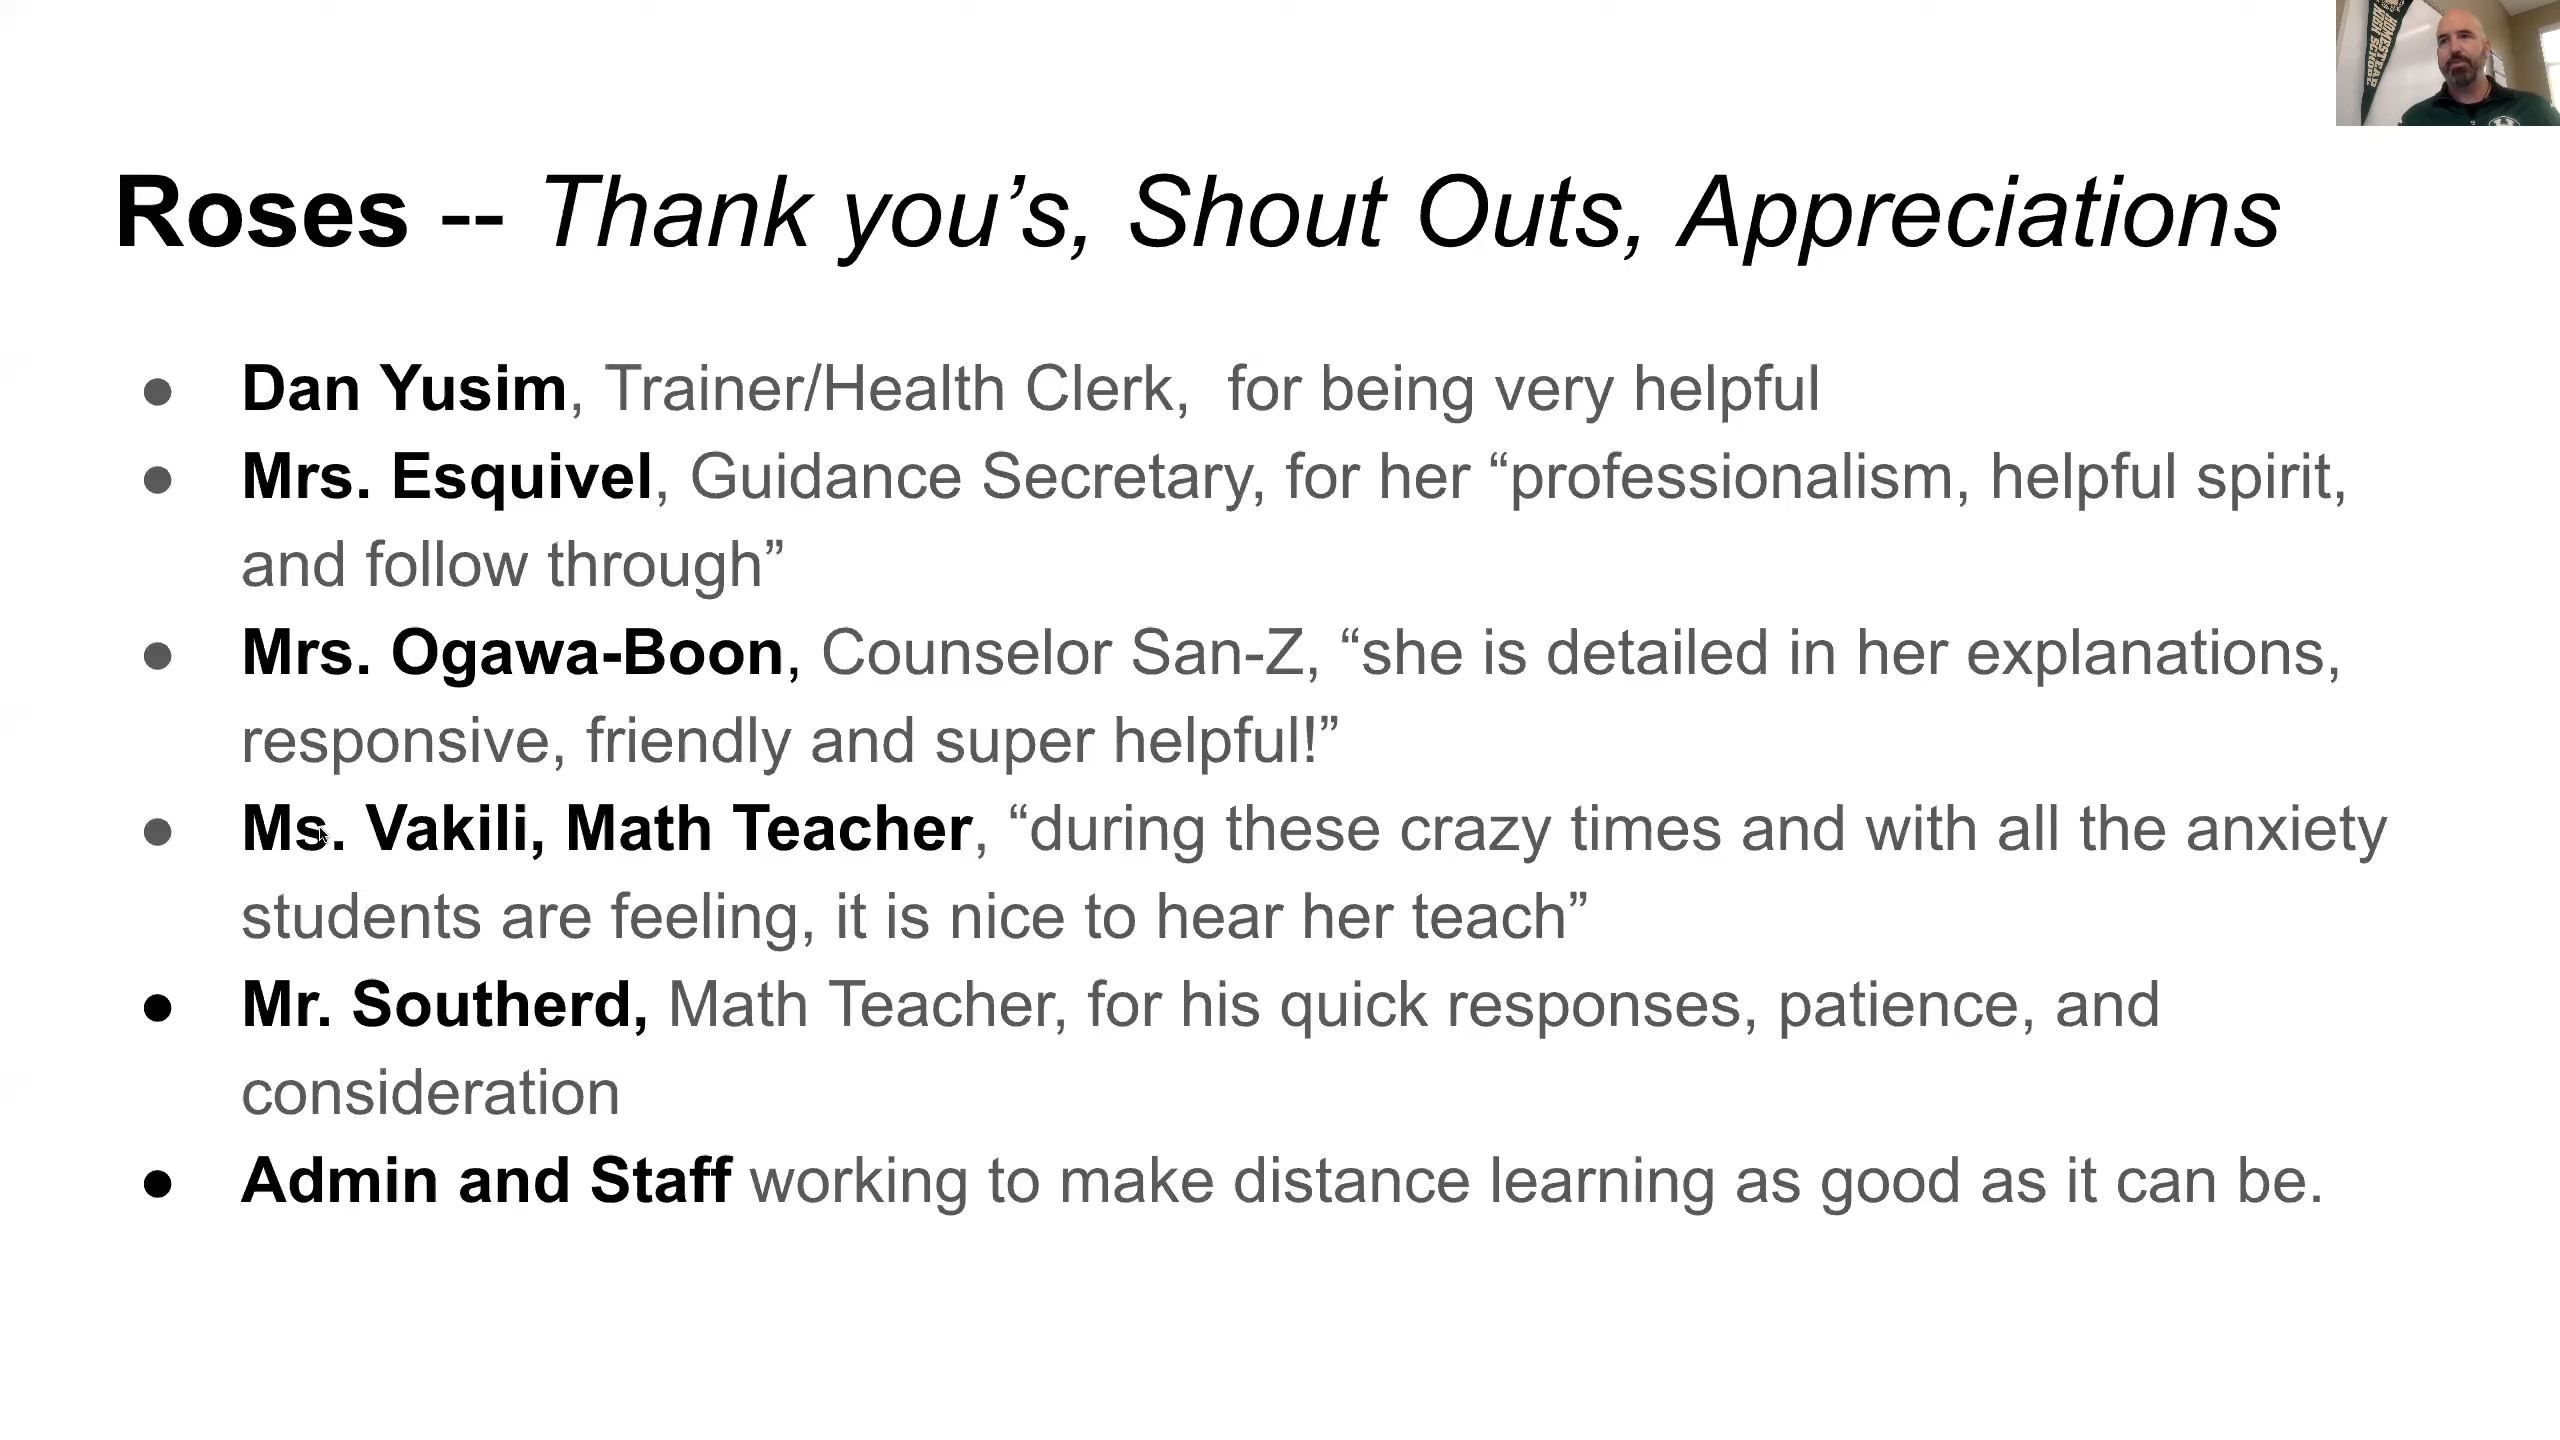 HOMESTEAD
HIGH SCHOOL
Roses -- Thank you’s, Shout Outs, Appreciations
● Dan Yusim, Trainer/Health Clerk,  for being very helpful
● Mrs. Esquivel, Guidance Secretary, for her “professionalism, helpful spirit,
and follow through”
● Mrs. Ogawa-Boon, Counselor San-Z, “she is detailed in her explanations,
responsive, friendly and super helpful!”
● Ms. Vakili, Math Teacher, “during these crazy times and with all the anxiety
students are feeling, it is nice to hear her teach”
● Mr. Southerd, Math Teacher, for his quick responses, patience, and
consideration
● Admin and Staff working to make distance learning as good as it can be.